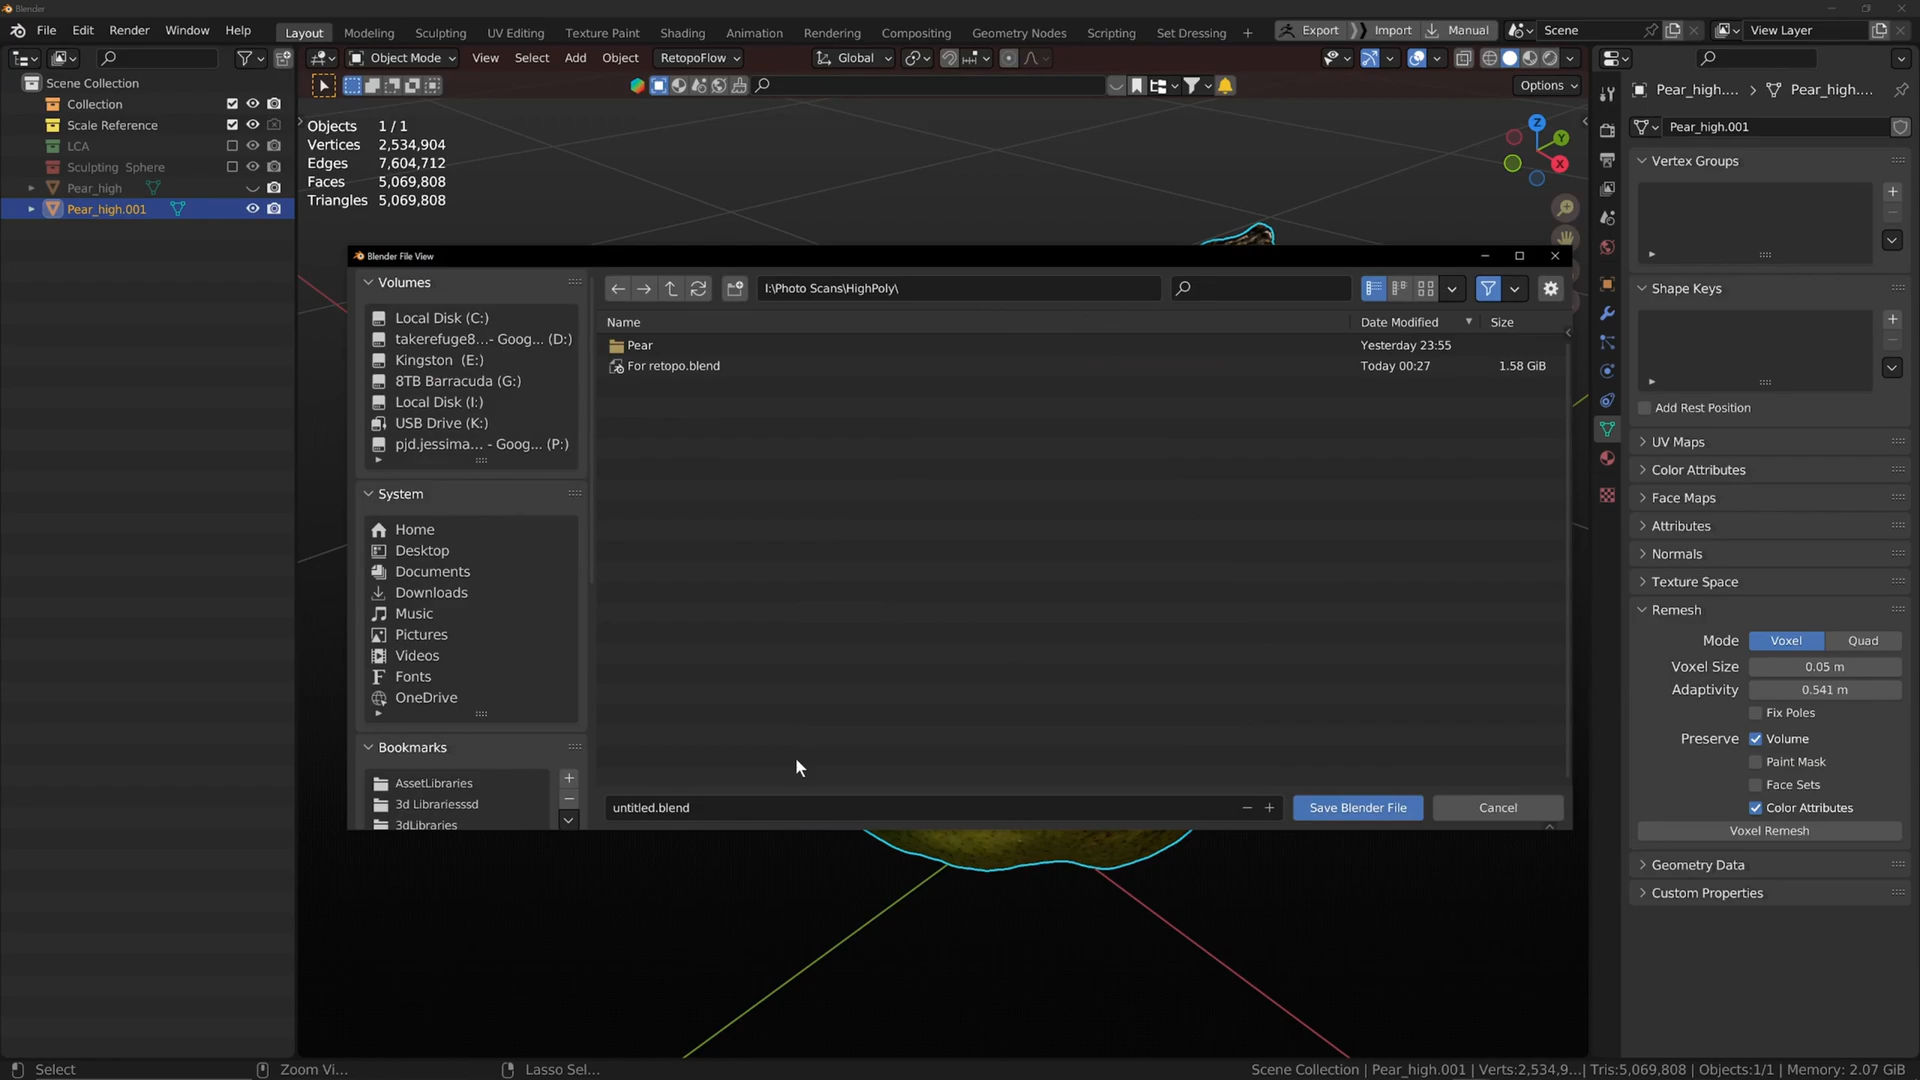 Blender
File Edit Render Window Help Layout Modeling Sculpting UV Editing Texture Paint Shading Animation Rendering Compositing Geometry Nodes Scripting Set Dressing + Export Import Manual Scene View Layer
Object Mode View Select Add Object RetopoFlow Global
Options
Scene Collection
Collection
Scale Reference
LCA
Sculpting Sphere
Pear_high
Pear_high.001
Objects 1 / 1
Vertices 2,534,904
Edges 7,604,712
Faces 5,069,808
Triangles 5,069,808
Z
Y
X
Blender File View
Volumes
Local Disk (C:)
takerefuge8...- Goog... (D:)
Kingston (E:)
8TB Barracuda (G:)
Local Disk (I:)
USB Drive (K:)
pjd.jessima... - Goog... (P:)
System
Home
Desktop
Documents
Downloads
Music
Pictures
Videos
Fonts
OneDrive
Bookmarks
AssetLibraries
3d Librariesssd
3dLibraries
I:\Photo Scans\HighPoly\
Name Date Modified Size
Pear Yesterday 23:55
For retopo.blend Today 00:27 1.58 GiB
untitled.blend
Save Blender File Cancel
Pear_high.... Pear_high....
Pear_high.001
Vertex Groups
Shape Keys
Add Rest Position
UV Maps
Color Attributes
Face Maps
Attributes
Normals
Texture Space
Remesh
Mode Voxel Quad
Voxel Size 0.05 m
Adaptivity 0.541 m
Fix Poles
Preserve Volume
Paint Mask
Face Sets
Color Attributes
Voxel Remesh
Geometry Data
Custom Properties
Select Zoom Vi... Lasso Sel... Scene Collection | Pear_high.001 | Verts:2,534,9...| Tris:5,069,808 | Objects:1/1 | Memory: 2.07 GiB